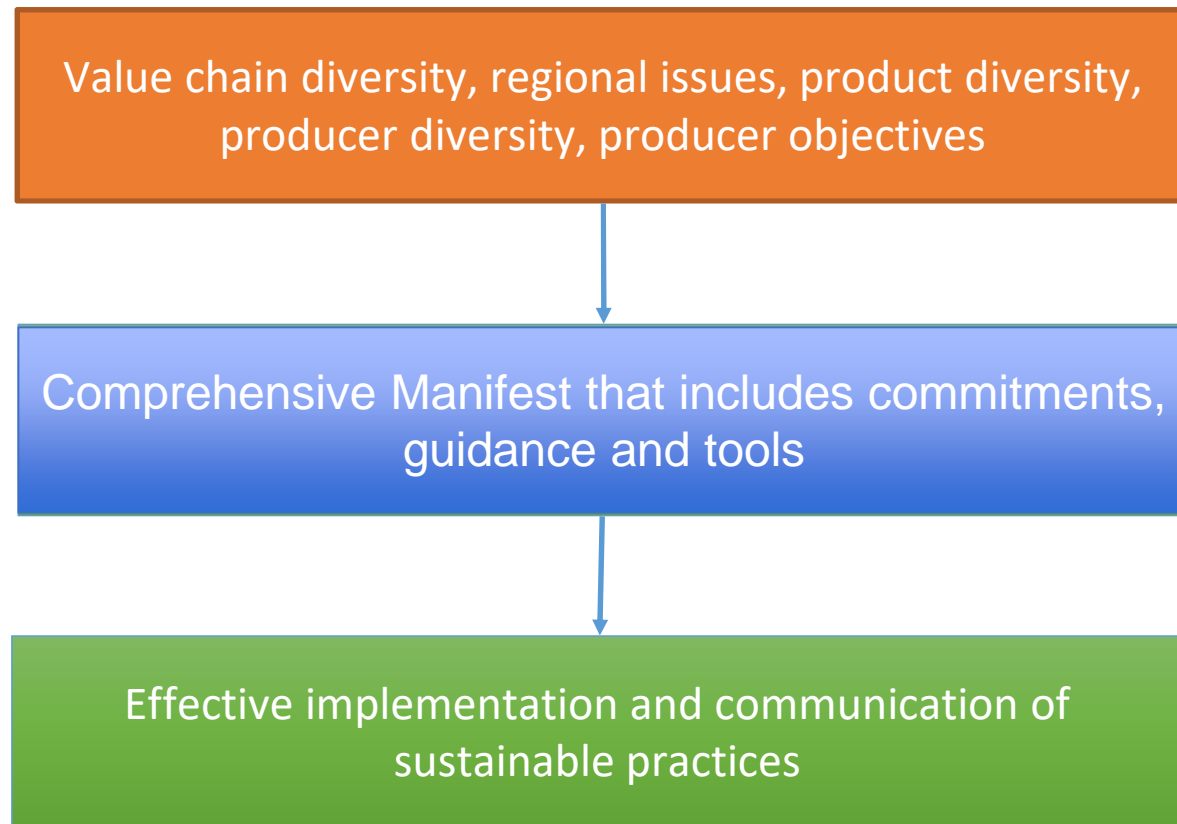 Value chain diversity, regional issues, product diversity,
producer diversity, producer objectives
Comprehensive Manifest that includes commitments,
guidance and tools
Effective implementation and communication of
sustainable practices